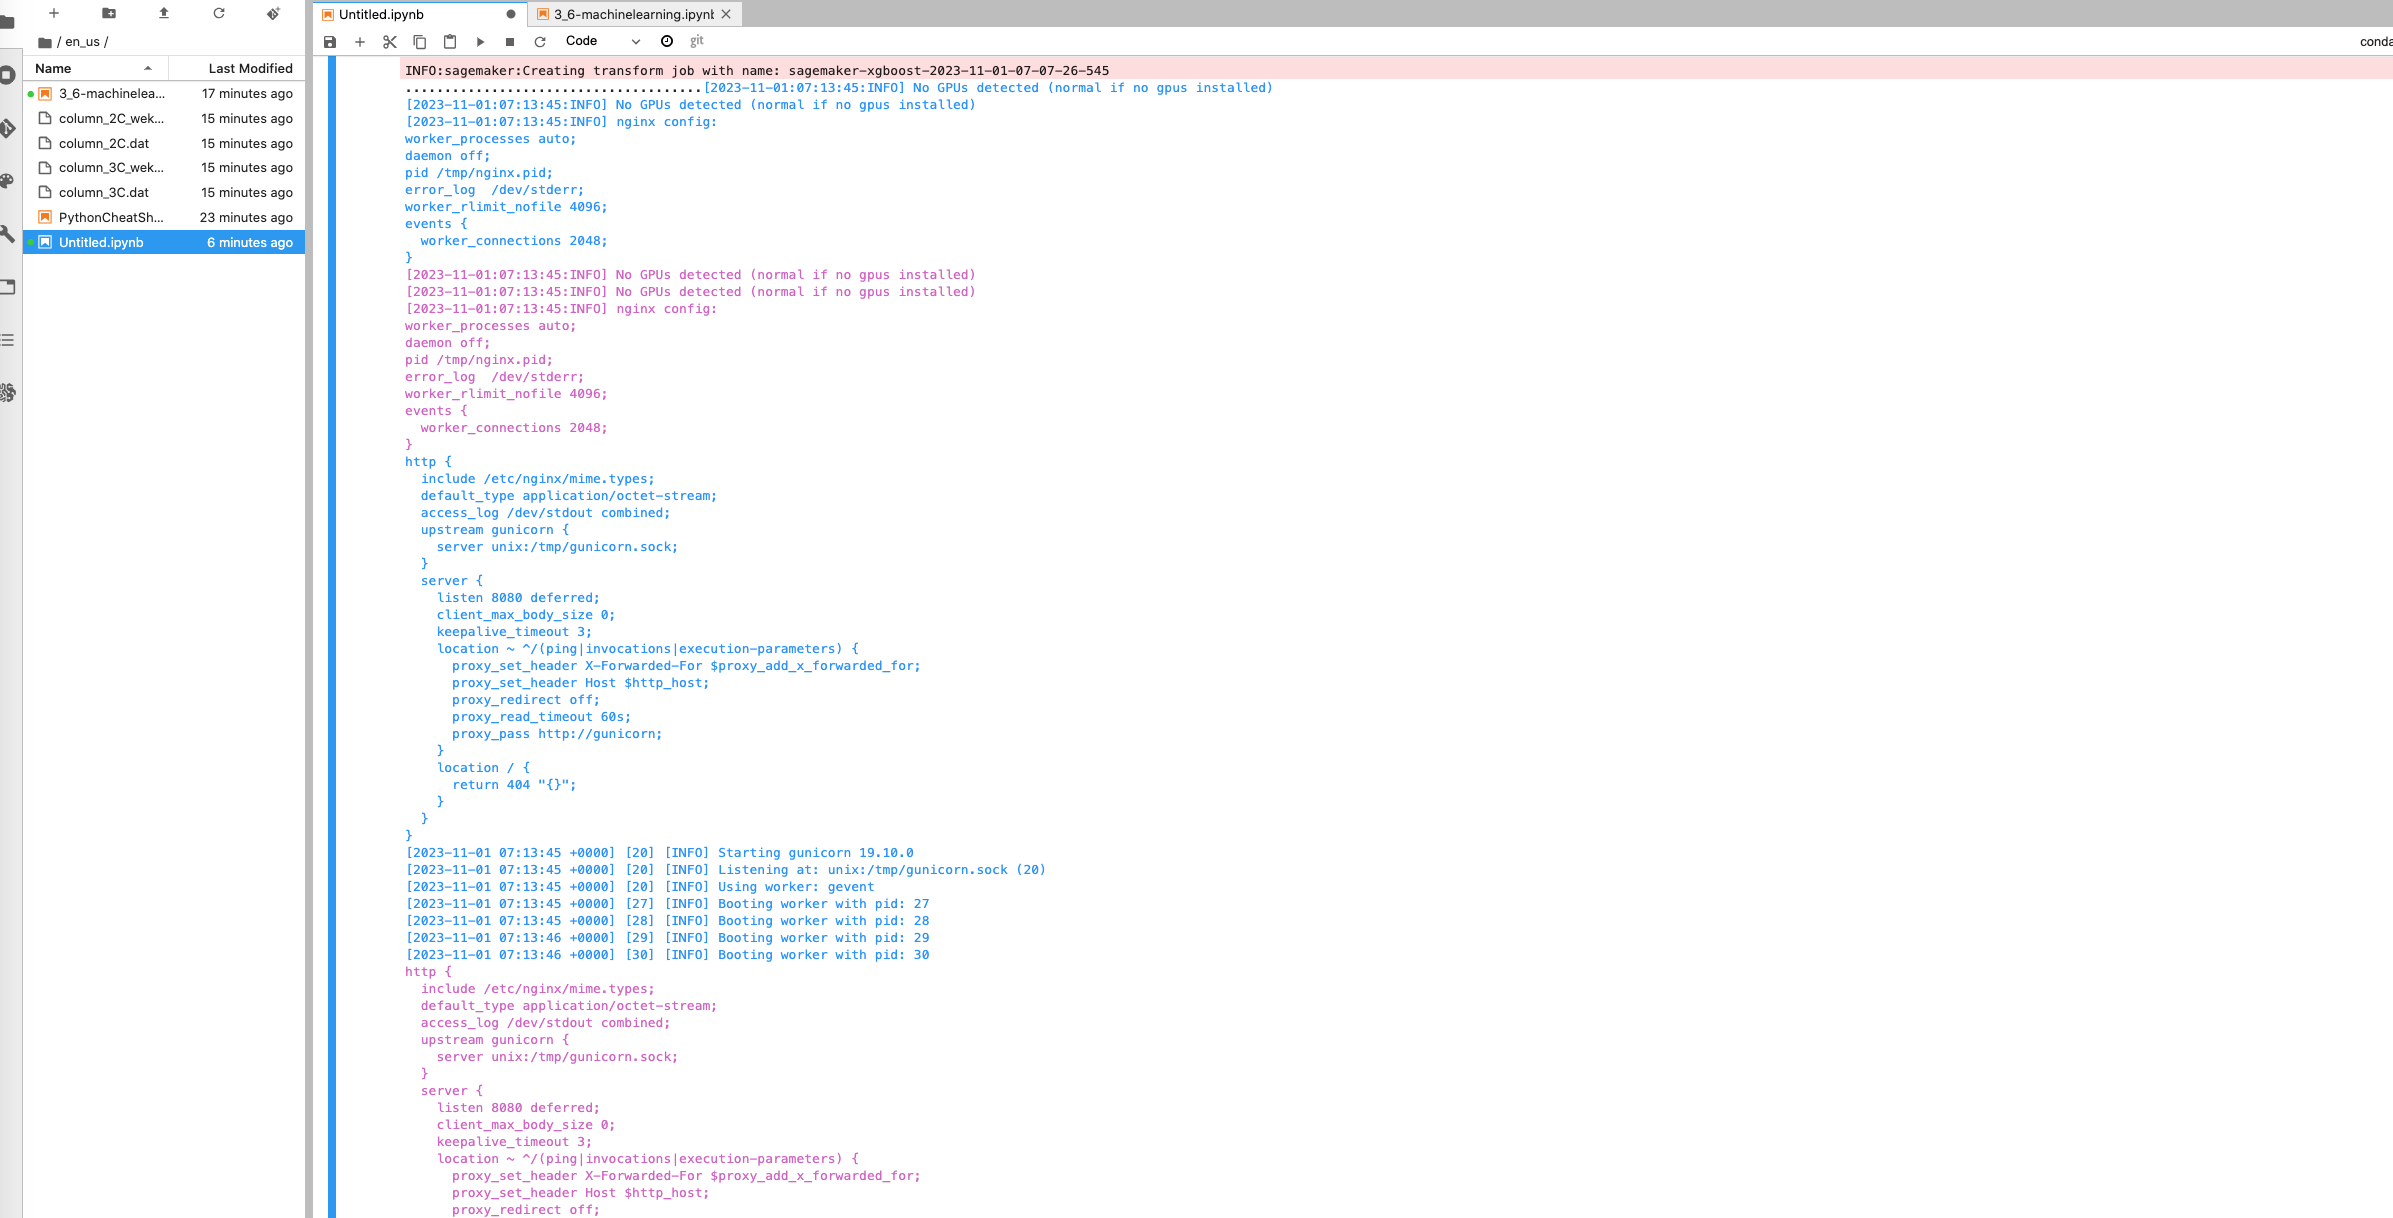 Untitled.ipynb
3_6-machinelearning.ipynb
/ en_us /
Code
git
conda
Name Last Modified
3_6-machinelea... 17 minutes ago
column_2C_wek... 15 minutes ago
column_2C.dat 15 minutes ago
column_3C_wek... 15 minutes ago
column_3C.dat 15 minutes ago
PythonCheatSh... 23 minutes ago
Untitled.ipynb 6 minutes ago
INFO:sagemaker:Creating transform job with name: sagemaker-xgboost-2023-11-01-07-07-26-545
......................................[2023-11-01:07:13:45:INFO] No GPUs detected (normal if no gpus installed)
[2023-11-01:07:13:45:INFO] No GPUs detected (normal if no gpus installed)
[2023-11-01:07:13:45:INFO] nginx config:
worker_processes auto;
daemon off;
pid /tmp/nginx.pid;
error_log  /dev/stderr;
worker_rlimit_nofile 4096;
events {
  worker_connections 2048;
}
[2023-11-01:07:13:45:INFO] No GPUs detected (normal if no gpus installed)
[2023-11-01:07:13:45:INFO] No GPUs detected (normal if no gpus installed)
[2023-11-01:07:13:45:INFO] nginx config:
worker_processes auto;
daemon off;
pid /tmp/nginx.pid;
error_log  /dev/stderr;
worker_rlimit_nofile 4096;
events {
  worker_connections 2048;
}
http {
  include /etc/nginx/mime.types;
  default_type application/octet-stream;
  access_log /dev/stdout combined;
  upstream gunicorn {
    server unix:/tmp/gunicorn.sock;
  }
  server {
    listen 8080 deferred;
    client_max_body_size 0;
    keepalive_timeout 3;
    location ~ ^/(ping|invocations|execution-parameters) {
      proxy_set_header X-Forwarded-For $proxy_add_x_forwarded_for;
      proxy_set_header Host $http_host;
      proxy_redirect off;
      proxy_read_timeout 60s;
      proxy_pass http://gunicorn;
    }
    location / {
      return 404 "{}";
    }
  }
}
[2023-11-01 07:13:45 +0000] [20] [INFO] Starting gunicorn 19.10.0
[2023-11-01 07:13:45 +0000] [20] [INFO] Listening at: unix:/tmp/gunicorn.sock (20)
[2023-11-01 07:13:45 +0000] [20] [INFO] Using worker: gevent
[2023-11-01 07:13:45 +0000] [27] [INFO] Booting worker with pid: 27
[2023-11-01 07:13:45 +0000] [28] [INFO] Booting worker with pid: 28
[2023-11-01 07:13:46 +0000] [29] [INFO] Booting worker with pid: 29
[2023-11-01 07:13:46 +0000] [30] [INFO] Booting worker with pid: 30
http {
  include /etc/nginx/mime.types;
  default_type application/octet-stream;
  access_log /dev/stdout combined;
  upstream gunicorn {
    server unix:/tmp/gunicorn.sock;
  }
  server {
    listen 8080 deferred;
    client_max_body_size 0;
    keepalive_timeout 3;
    location ~ ^/(ping|invocations|execution-parameters) {
      proxy_set_header X-Forwarded-For $proxy_add_x_forwarded_for;
      proxy_set_header Host $http_host;
      proxy_redirect off;